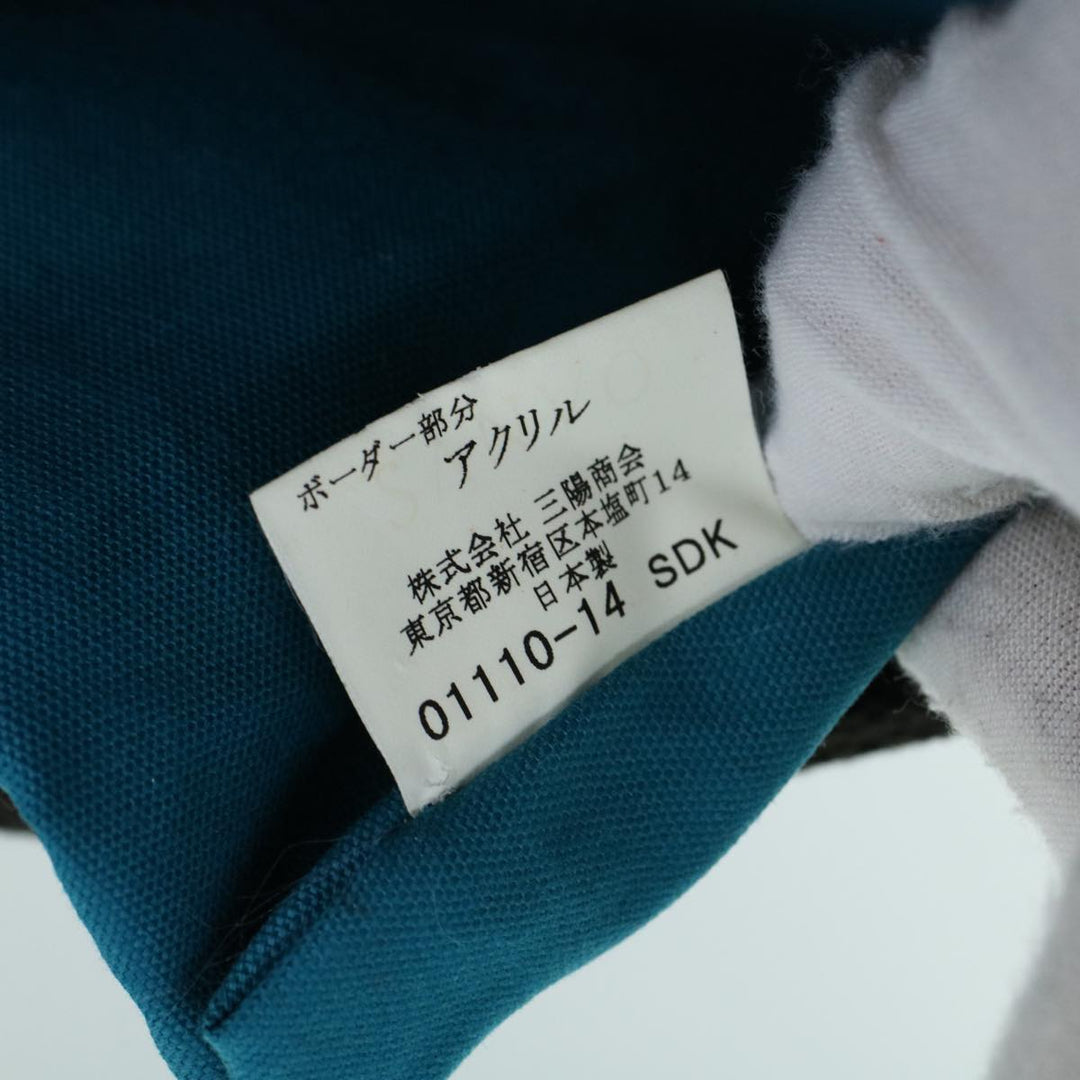 ボーダー部分
アクリル
株式会社 三陽商会
東京都新宿区本塩町14
日本製
01110-14 SDK